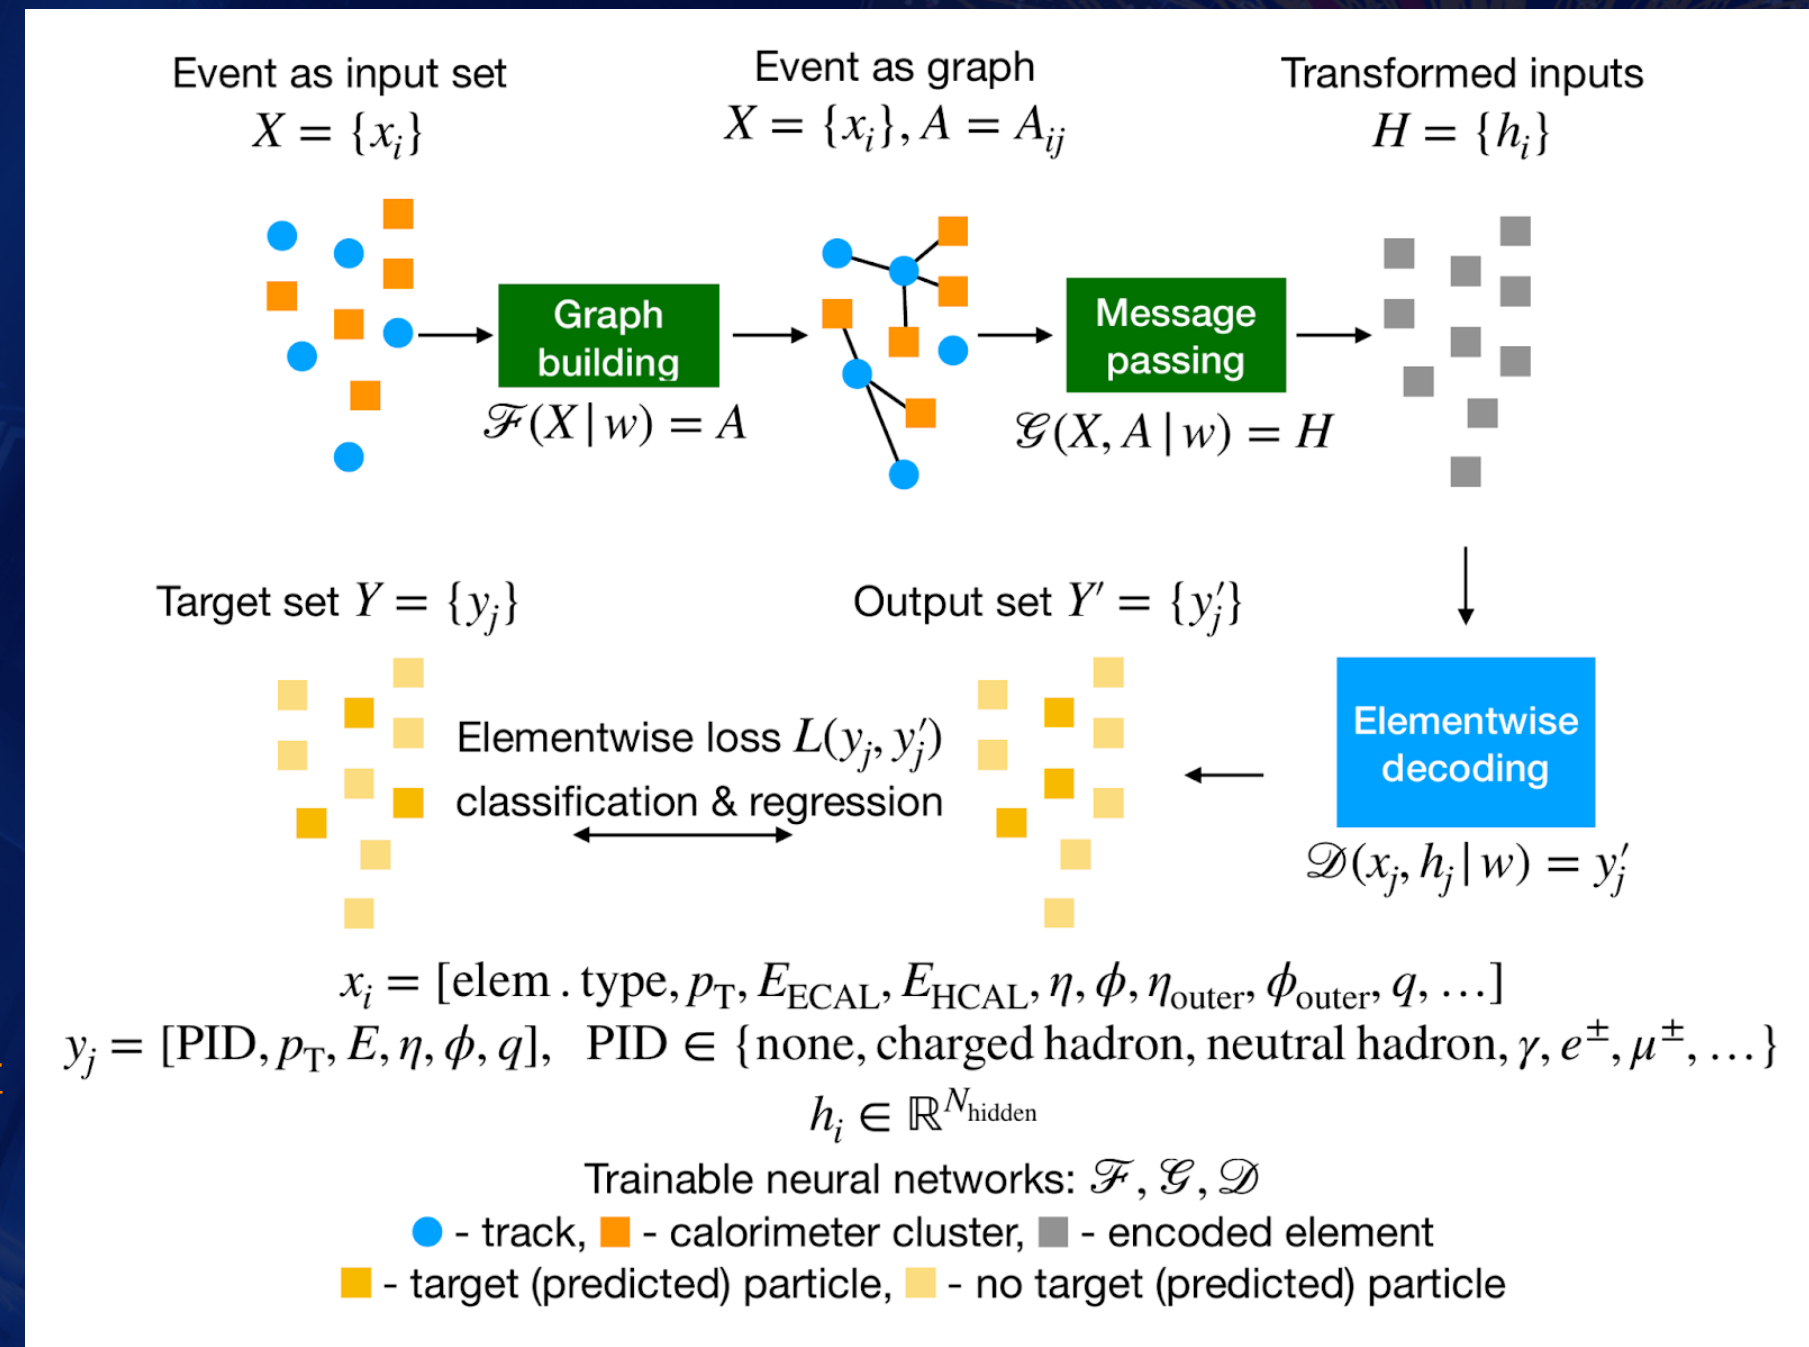 Event as input set
X = {x_i}
Event as graph
X = {x_i}, A = A_ij
Transformed inputs
H = {h_i}
Graph
building
ℱ(X|w) = A
Message
passing
𝒢(X, A|w) = H
Target set Y = {y_j}
Output set Y′ = {y′_j}
Elementwise loss L(y_j, y′_j)
classification & regression
Elementwise
decoding
𝒟(x_j, h_j|w) = y′_j
x_i = [elem. type, p_T, E_ECAL, E_HCAL, η, ϕ, η_outer, ϕ_outer, q, …]
y_j = [PID, p_T, E, η, ϕ, q], PID ∈ {none, charged hadron, neutral hadron, γ, e^±, μ^±, …}
h_i ∈ ℝ^N_hidden
Trainable neural networks: ℱ, 𝒢, 𝒟
- track, - calorimeter cluster, - encoded element
- target (predicted) particle, - no target (predicted) particle